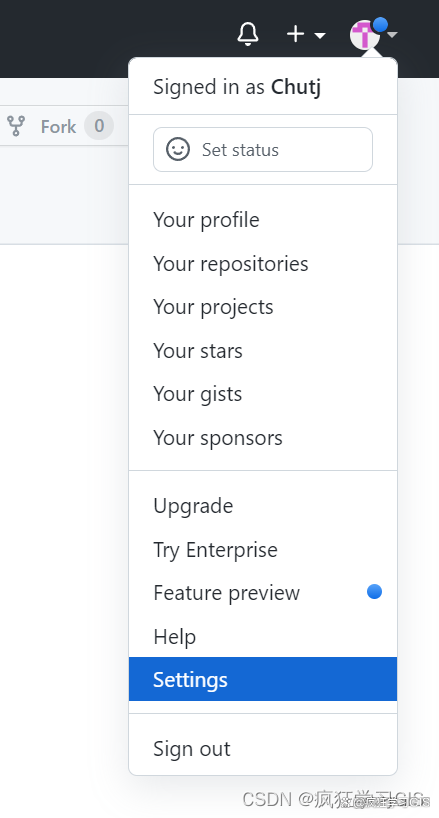 Fork 0
Signed in as Chutj
Set status
Your profile
Your repositories
Your projects
Your stars
Your gists
Your sponsors
Upgrade
Try Enterprise
Feature preview
Help
Settings
Sign out
CSDN @疯狂学习GIS